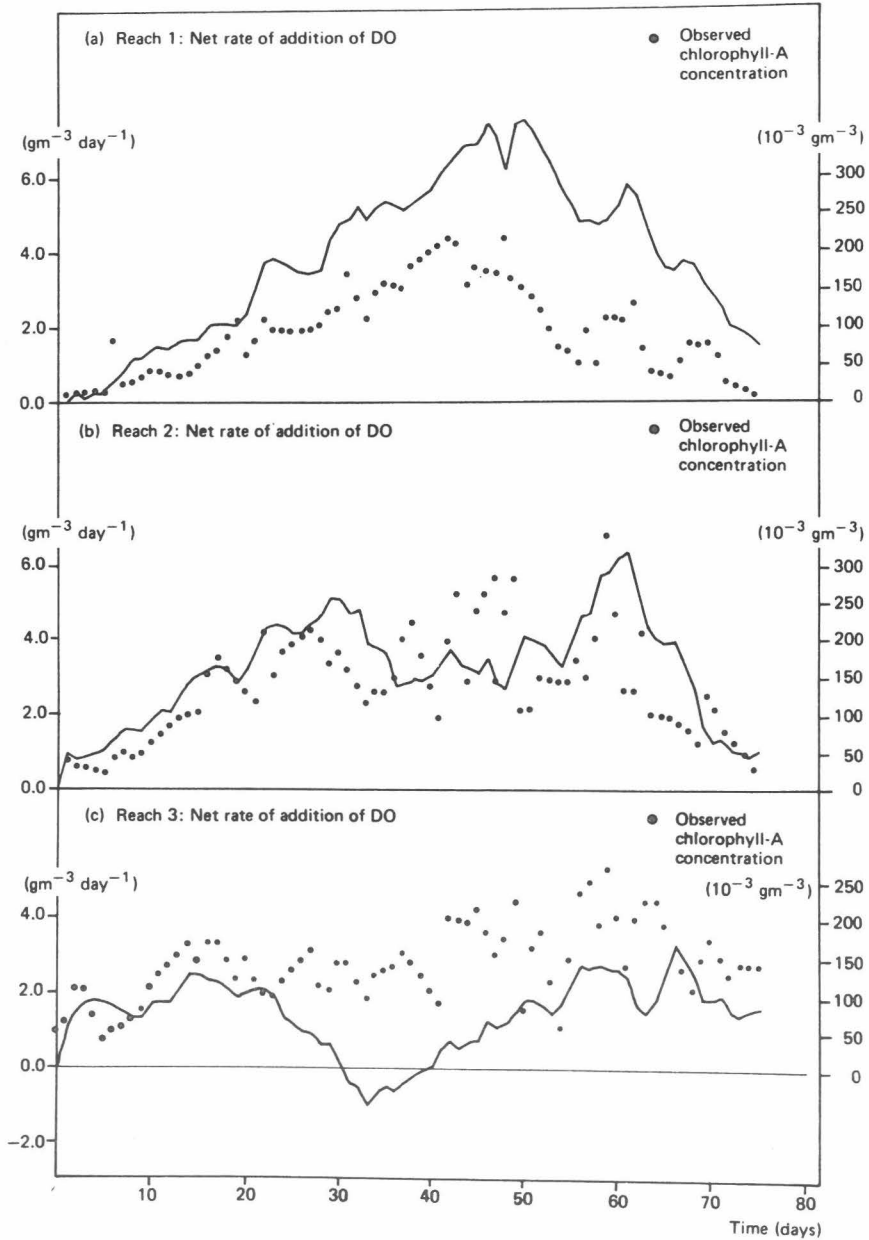 (a) Reach 1: Net rate of addition of DO
● Observed
chlorophyll-A
concentration
(gm⁻³ day⁻¹)
(10⁻³ gm⁻³)
6.0
4.0
2.0
0.0
300
250
200
150
100
50
0
(b) Reach 2: Net rate of addition of DO
● Observed
chlorophyll-A
concentration
(gm⁻³ day⁻¹)
(10⁻³ gm⁻³)
6.0
4.0
2.0
0.0
300
250
200
150
100
50
0
(c) Reach 3: Net rate of addition of DO
● Observed
chlorophyll-A
concentration
(gm⁻³ day⁻¹)
(10⁻³ gm⁻³)
4.0
2.0
0.0
−2.0
250
200
150
100
50
0
10 20 30 40 50 60 70 80
Time (days)